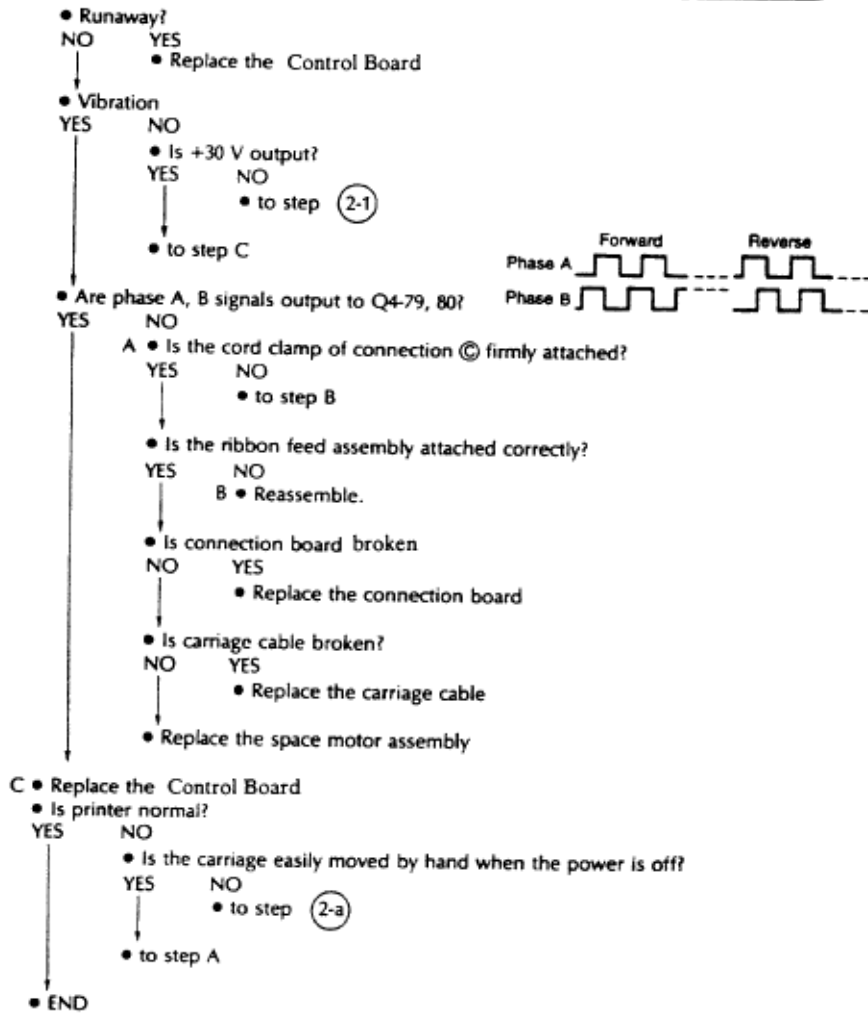 • Runaway?
NO YES
• Replace the Control Board
• Vibration
YES NO
• Is +30 V output?
YES NO
• to step 2-1
• to step C
Forward Reverse
Phase A
Phase B
• Are phase A, B signals output to Q4-79, 80?
YES NO
A • Is the cord clamp of connection Ⓒ firmly attached?
YES NO
• to step B
• Is the ribbon feed assembly attached correctly?
YES NO
B • Reassemble.
• Is connection board broken
NO YES
• Replace the connection board
• Is carriage cable broken?
NO YES
• Replace the carriage cable
• Replace the space motor assembly
C • Replace the Control Board
• Is printer normal?
YES NO
• Is the carriage easily moved by hand when the power is off?
YES NO
• to step 2-a
• to step A
• END